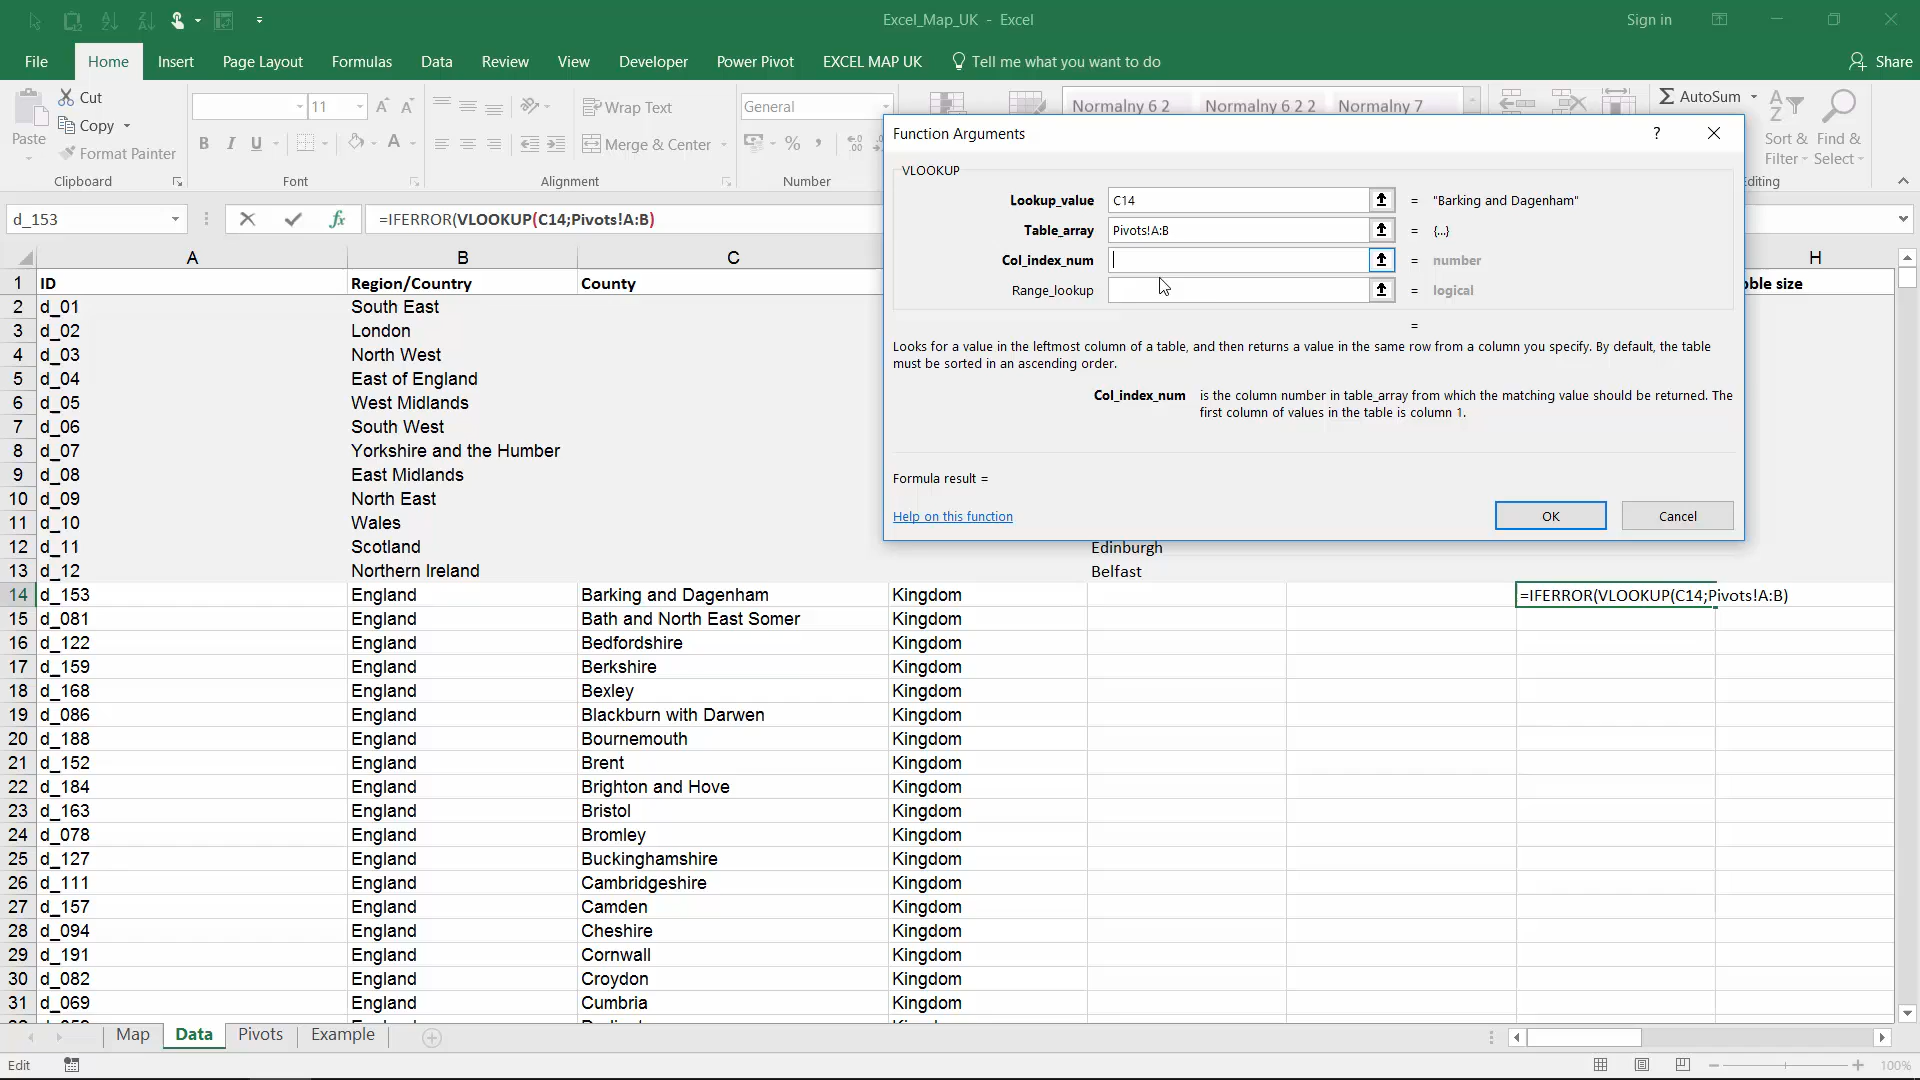 Excel_Map_UK - Excel
Sign in
File Home Insert Page Layout Formulas Data Review View Developer Power Pivot EXCEL MAP UK Tell me what you want to do Share
Cut
Copy
Format Painter
Paste
Clipboard
11
B I U
Font
Wrap Text
Merge & Center
Alignment
General
%
Number
Normalny 6 2 Normalny 6 2 2 Normalny 7
AutoSum
Sort & Filter
Find & Select
diting
d_153 =IFERROR(VLOOKUP(C14;Pivots!A:B)
Function Arguments ?
VLOOKUP
Lookup_value C14 = "Barking and Dagenham"
Table_array Pivots!A:B = {...}
Col_index_num = number
Range_lookup = logical
=
Looks for a value in the leftmost column of a table, and then returns a value in the same row from a column you specify. By default, the table
must be sorted in an ascending order.
Col_index_num is the column number in table_array from which the matching value should be returned. The
first column of values in the table is column 1.
Formula result =
Help on this function OK Cancel
A B C H
1 ID Region/Country County ble size
2 d_01 South East
3 d_02 London
4 d_03 North West
5 d_04 East of England
6 d_05 West Midlands
7 d_06 South West
8 d_07 Yorkshire and the Humber
9 d_08 East Midlands
10 d_09 North East
11 d_10 Wales
12 d_11 Scotland Edinburgh
13 d_12 Northern Ireland Belfast
14 d_153 England Barking and Dagenham Kingdom =IFERROR(VLOOKUP(C14;Pivots!A:B)
15 d_081 England Bath and North East Somer Kingdom
16 d_122 England Bedfordshire Kingdom
17 d_159 England Berkshire Kingdom
18 d_168 England Bexley Kingdom
19 d_086 England Blackburn with Darwen Kingdom
20 d_188 England Bournemouth Kingdom
21 d_152 England Brent Kingdom
22 d_184 England Brighton and Hove Kingdom
23 d_163 England Bristol Kingdom
24 d_078 England Bromley Kingdom
25 d_127 England Buckinghamshire Kingdom
26 d_111 England Cambridgeshire Kingdom
27 d_157 England Camden Kingdom
28 d_094 England Cheshire Kingdom
29 d_191 England Cornwall Kingdom
30 d_082 England Croydon Kingdom
31 d_069 England Cumbria Kingdom
Map Data Pivots Example
Edit 100%